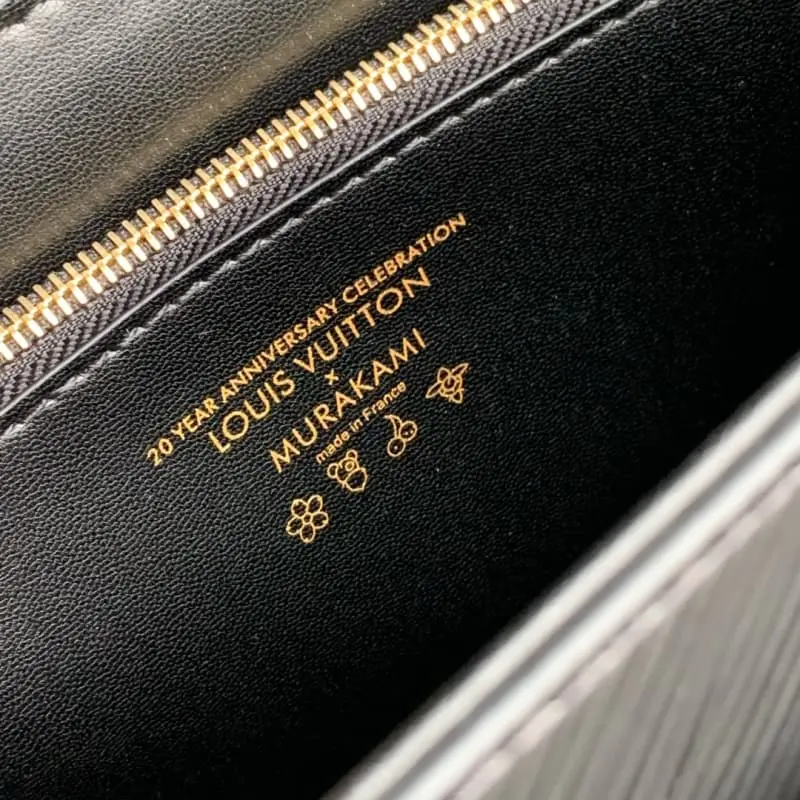 20 YEAR ANNIVERSARY CELEBRATION
LOUIS VUITTON
×
MURAKAMI
made in France